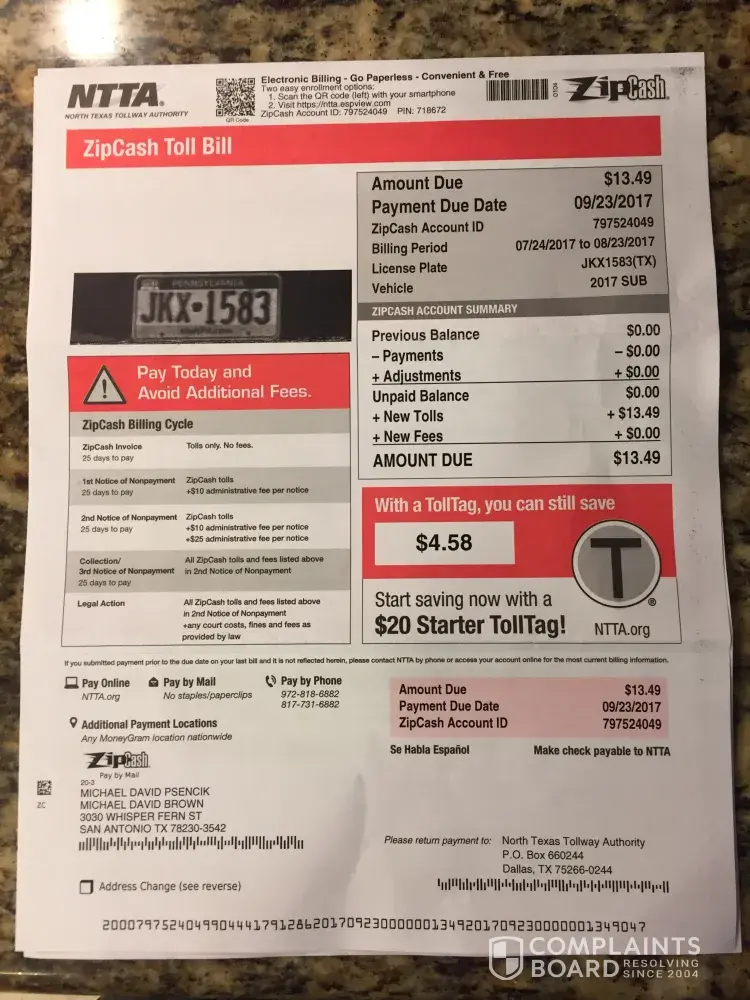 NTTA.
NORTH TEXAS TOLLWAY AUTHORITY
QR Code
Electronic Billing - Go Paperless - Convenient & Free
Two easy enrollment options:
1. Scan the QR code (left) with your smartphone
2. Visit https://ntta.espview.com
ZipCash Account ID: 797524049 PIN: 718672
0104
ZipCash
ZipCash Toll Bill
Amount Due $13.49
Payment Due Date 09/23/2017
ZipCash Account ID 797524049
Billing Period 07/24/2017 to 08/23/2017
License Plate JKX1583(TX)
Vehicle 2017 SUB
PENNSYLVANIA
JKX•1583
ZIPCASH ACCOUNT SUMMARY
Previous Balance $0.00
– Payments – $0.00
+ Adjustments + $0.00
Unpaid Balance $0.00
+ New Tolls + $13.49
+ New Fees + $0.00
AMOUNT DUE $13.49
Pay Today and
Avoid Additional Fees.
ZipCash Billing Cycle
ZipCash Invoice Tolls only. No fees.
25 days to pay
1st Notice of Nonpayment ZipCash tolls
25 days to pay +$10 administrative fee per notice
2nd Notice of Nonpayment ZipCash tolls
25 days to pay +$10 administrative fee per notice
+$25 administrative fee per notice
Collection/ All ZipCash tolls and fees listed above
3rd Notice of Nonpayment in 2nd Notice of Nonpayment
25 days to pay
Legal Action All ZipCash tolls and fees listed above
in 2nd Notice of Nonpayment
+any court costs, fines and fees as
provided by law
With a TollTag, you can still save
$4.58
T
®
Start saving now with a
$20 Starter TollTag!
NTTA.org
If you submitted payment prior to the due date on your last bill and it is not reflected herein, please contact NTTA by phone or access your account online for the most current billing information.
Pay Online
NTTA.org
Pay by Mail
No staples/paperclips
Pay by Phone
972-818-6882
817-731-6882
Additional Payment Locations
Any MoneyGram location nationwide
Amount Due $13.49
Payment Due Date 09/23/2017
ZipCash Account ID 797524049
Se Habla Español Make check payable to NTTA
ZipCash
Pay by Mail
20-3
ZC
MICHAEL DAVID PSENCIK
MICHAEL DAVID BROWN
3030 WHISPER FERN ST
SAN ANTONIO TX 78230-3542
Please return payment to: North Texas Tollway Authority
P.O. Box 660244
Dallas, TX 75266-0244
Address Change (see reverse)
COMPLAINTS
BOARD RESOLVING
SINCE 2004